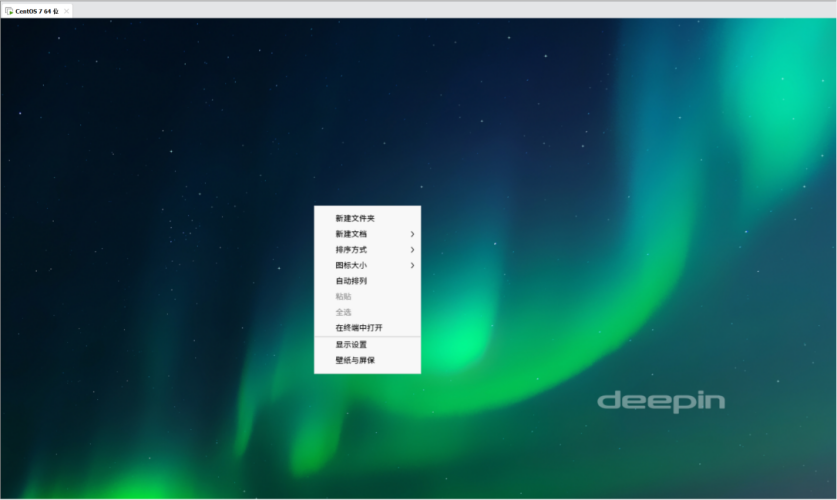 CentOS 7 64 位
新建文件夹
新建文档
排序方式
图标大小
自动排列
粘贴
全选
在终端中打开
显示设置
壁纸与屏保
deepin